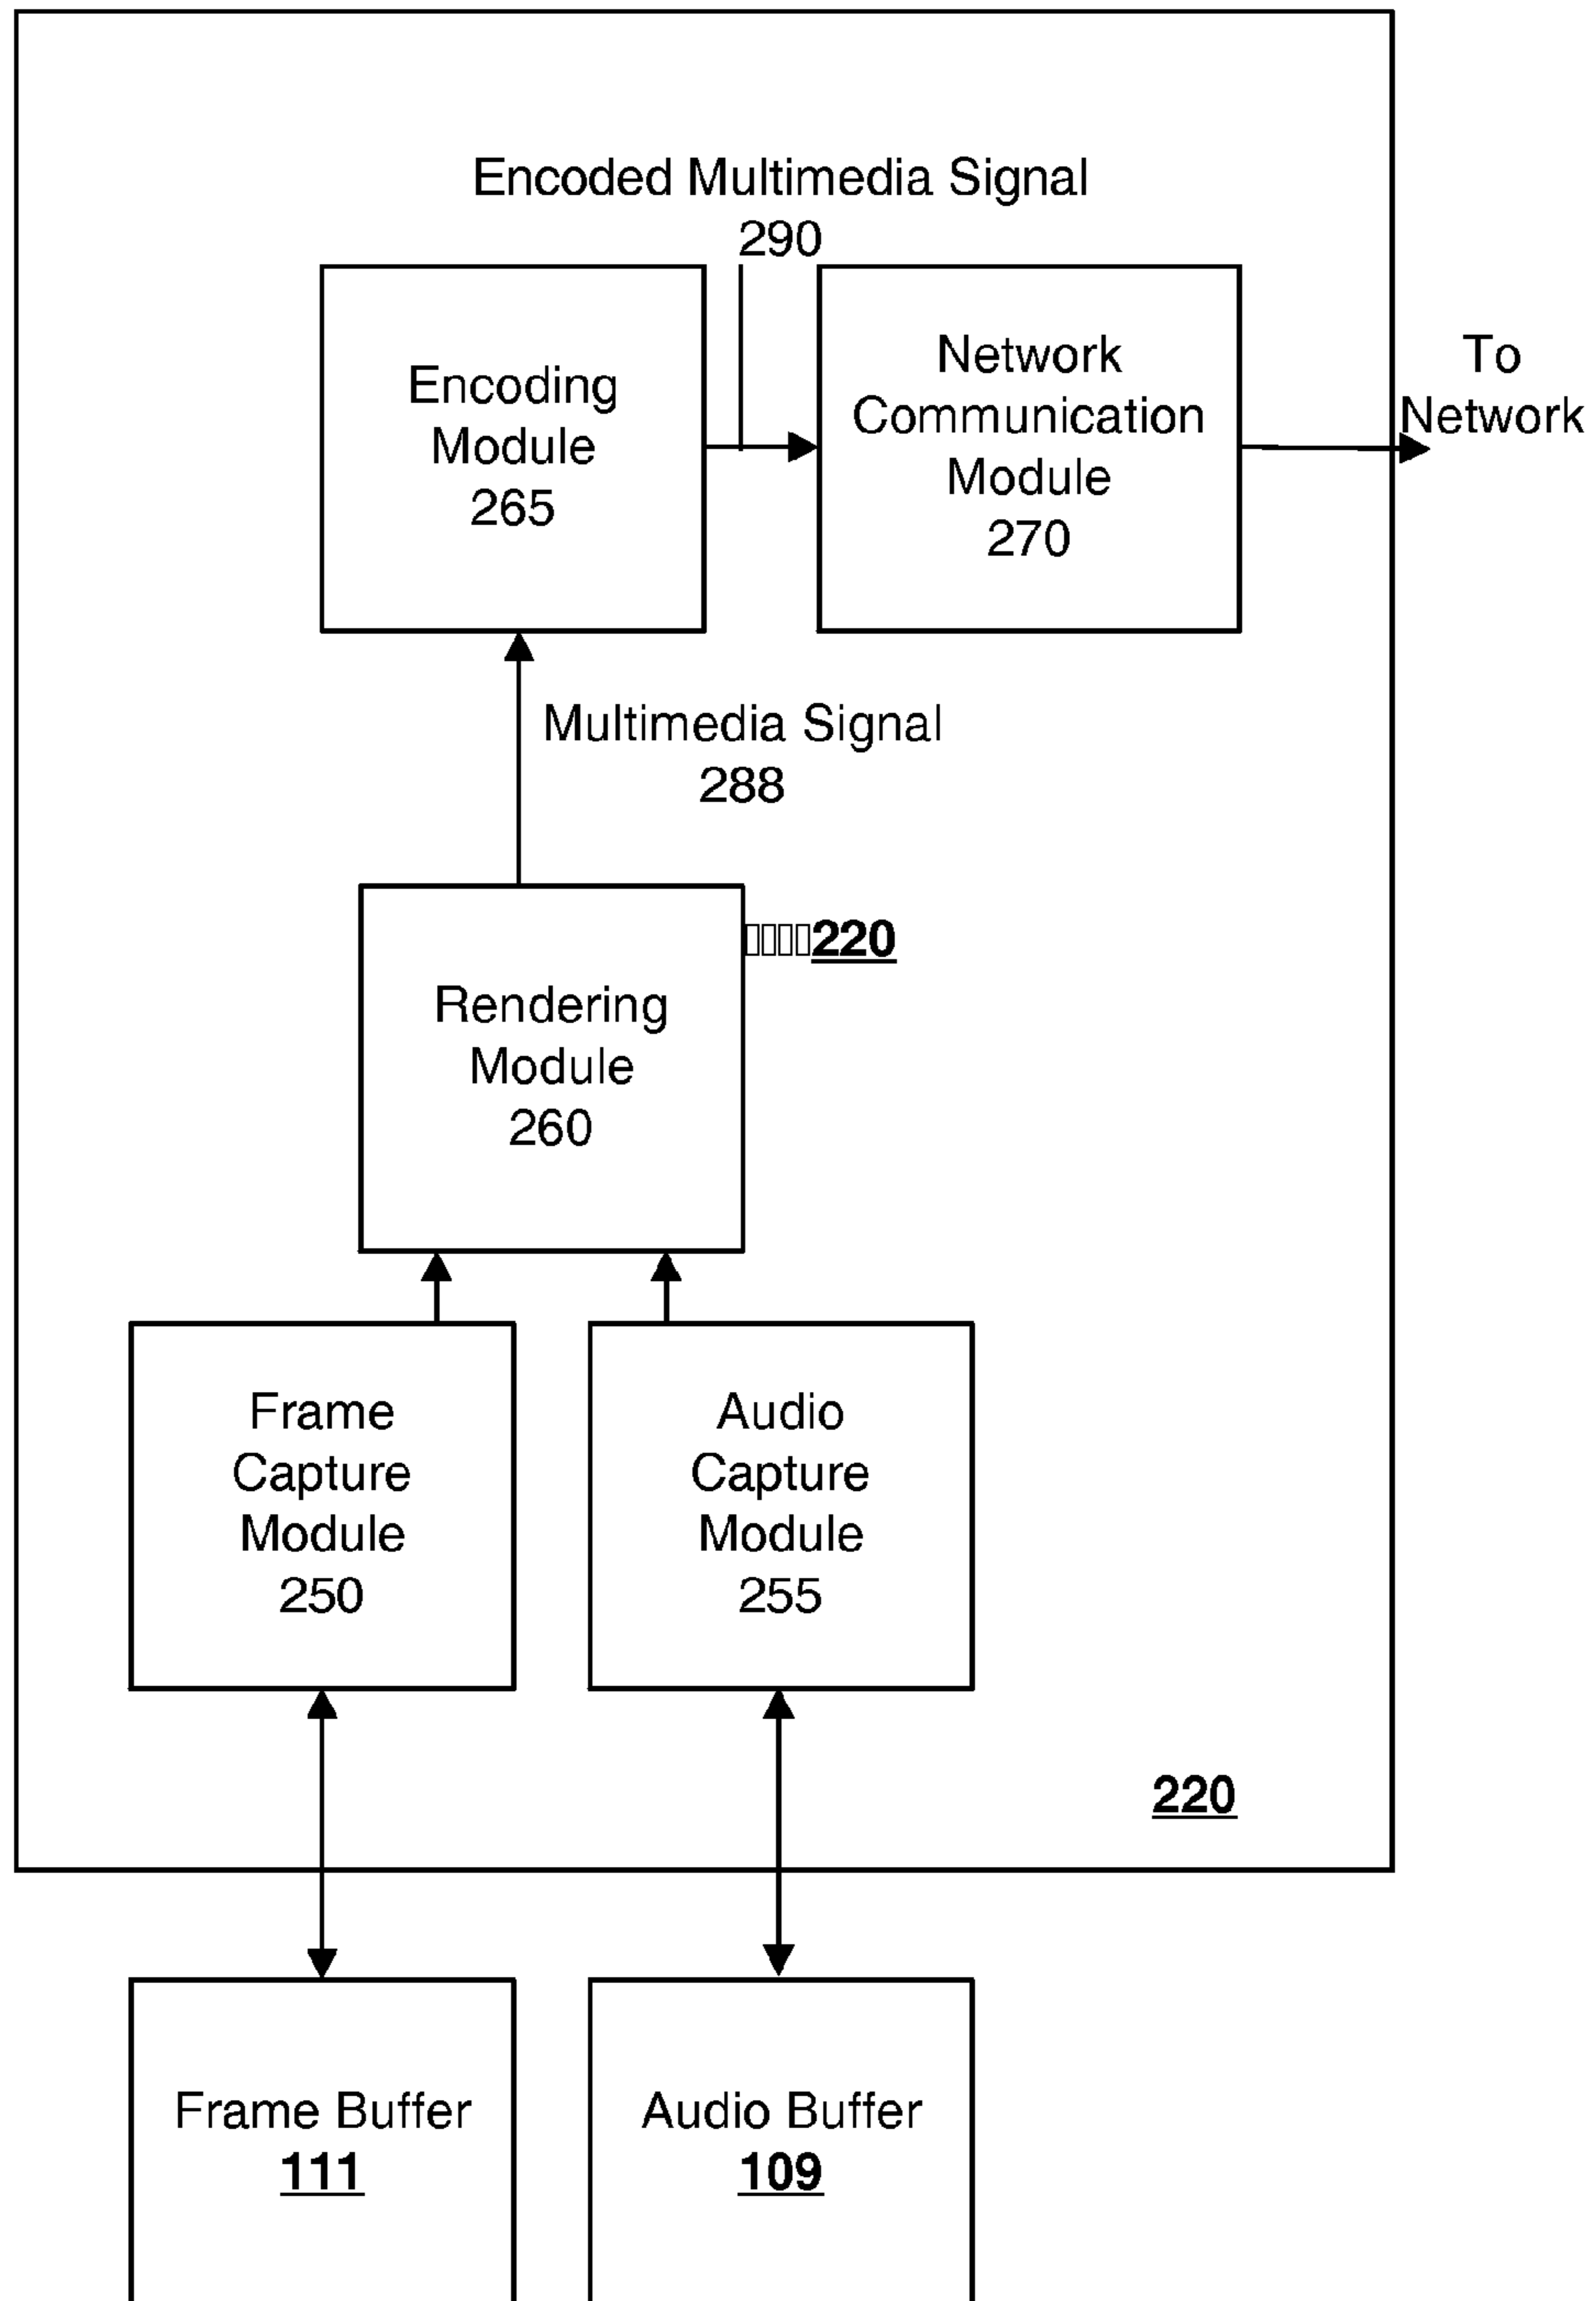 Encoded Multimedia Signal
290
Encoding
Module
265
Network
Communication
Module
270
To
Network
Multimedia Signal
288
220
Rendering
Module
260
Frame
Capture
Module
250
Audio
Capture
Module
255
220
Frame Buffer
111
Audio Buffer
109